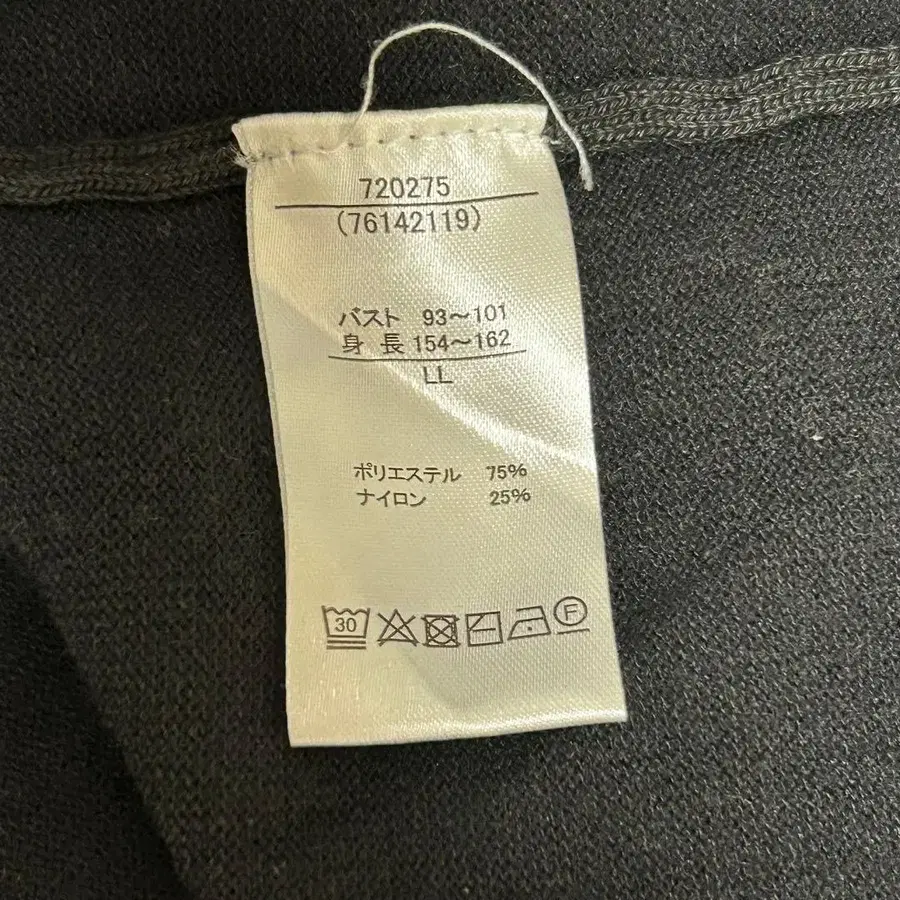 720275
(76142119)
バスト 93〜101
身 長 154〜162
LL
ポリエステル 75%
ナイロン 25%
30 F